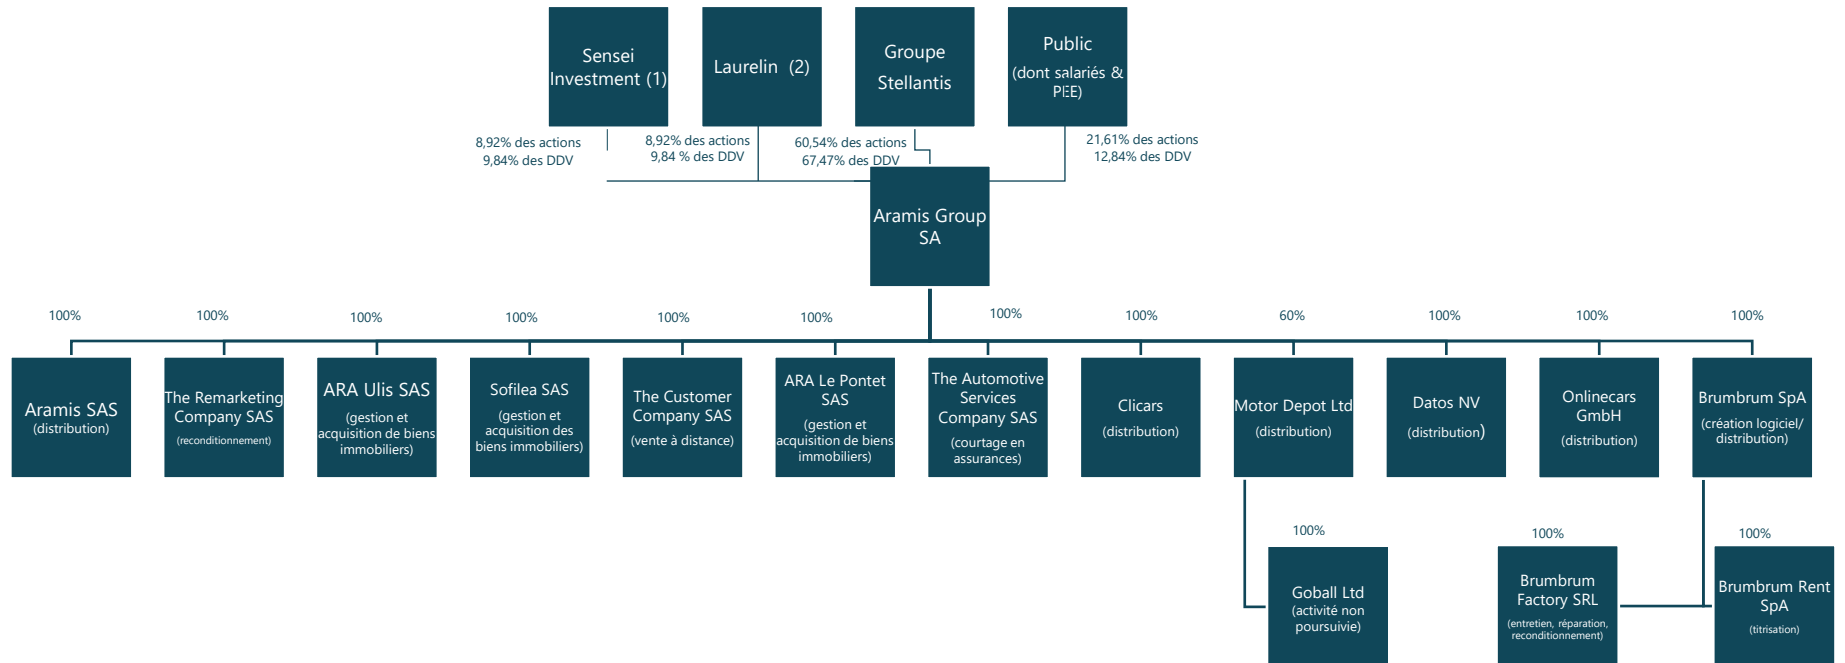 Sensei
Investment (1)
Laurelin (2)
Groupe
Stellantis
Public
(dont salariés &
PEE)
8,92% des actions
9,84% des DDV
8,92% des actions
9,84 % des DDV
60,54% des actions
67,47% des DDV
21,61% des actions
12,84% des DDV
Aramis Group
SA
100%
100%
100%
100%
100%
100%
100%
100%
60%
100%
100%
100%
Aramis SAS
(distribution)
The Remarketing
Company SAS
(reconditionnement)
ARA Ulis SAS
(gestion et
acquisition de biens
immobiliers)
Sofilea SAS
(gestion et
acquisition des
biens immobiliers)
The Customer
Company SAS
(vente à distance)
ARA Le Pontet
SAS
(gestion et
acquisition de biens
immobiliers)
The Automotive
Services
Company SAS
(courtage en
assurances)
Clicars
(distribution)
Motor Depot Ltd
(distribution)
Datos NV
(distribution)
Onlinecars
GmbH
(distribution)
Brumbrum SpA
(création logiciel/
distribution)
100%
100%
100%
Goball Ltd
(activité non
poursuivie)
Brumbrum
Factory SRL
(entretien, réparation,
reconditionnement)
Brumbrum Rent
SpA
(titrisation)